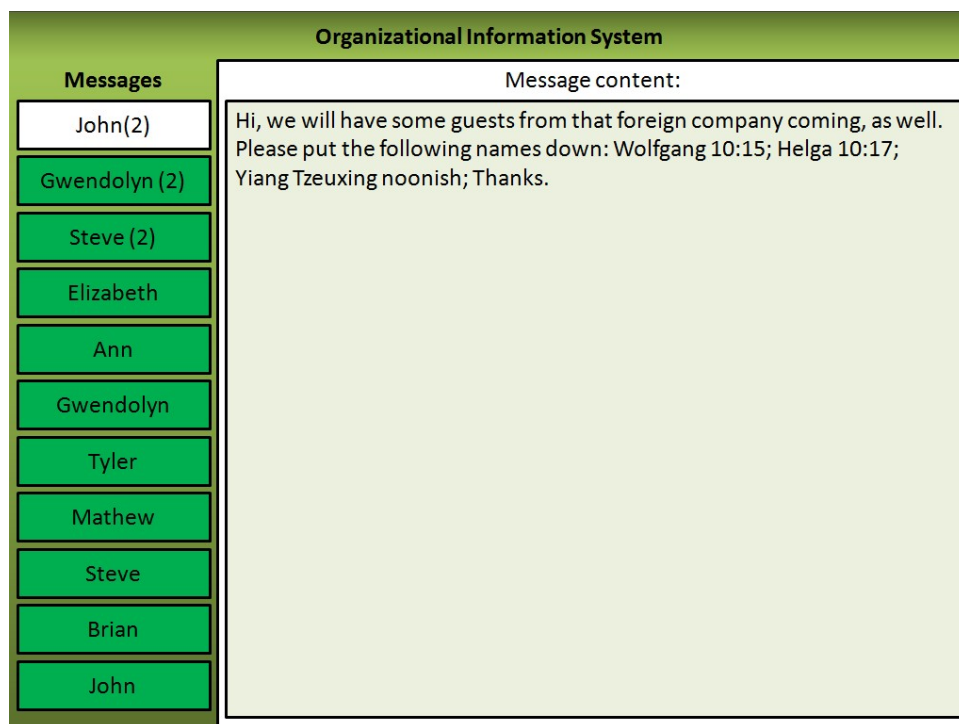 Organizational Information System
Messages
Message content:
John(2)
Gwendolyn (2)
Steve (2)
Elizabeth
Ann
Gwendolyn
Tyler
Mathew
Steve
Brian
John
Hi, we will have some guests from that foreign company coming, as well.
Please put the following names down: Wolfgang 10:15; Helga 10:17;
Yiang Tzeuxing noonish; Thanks.